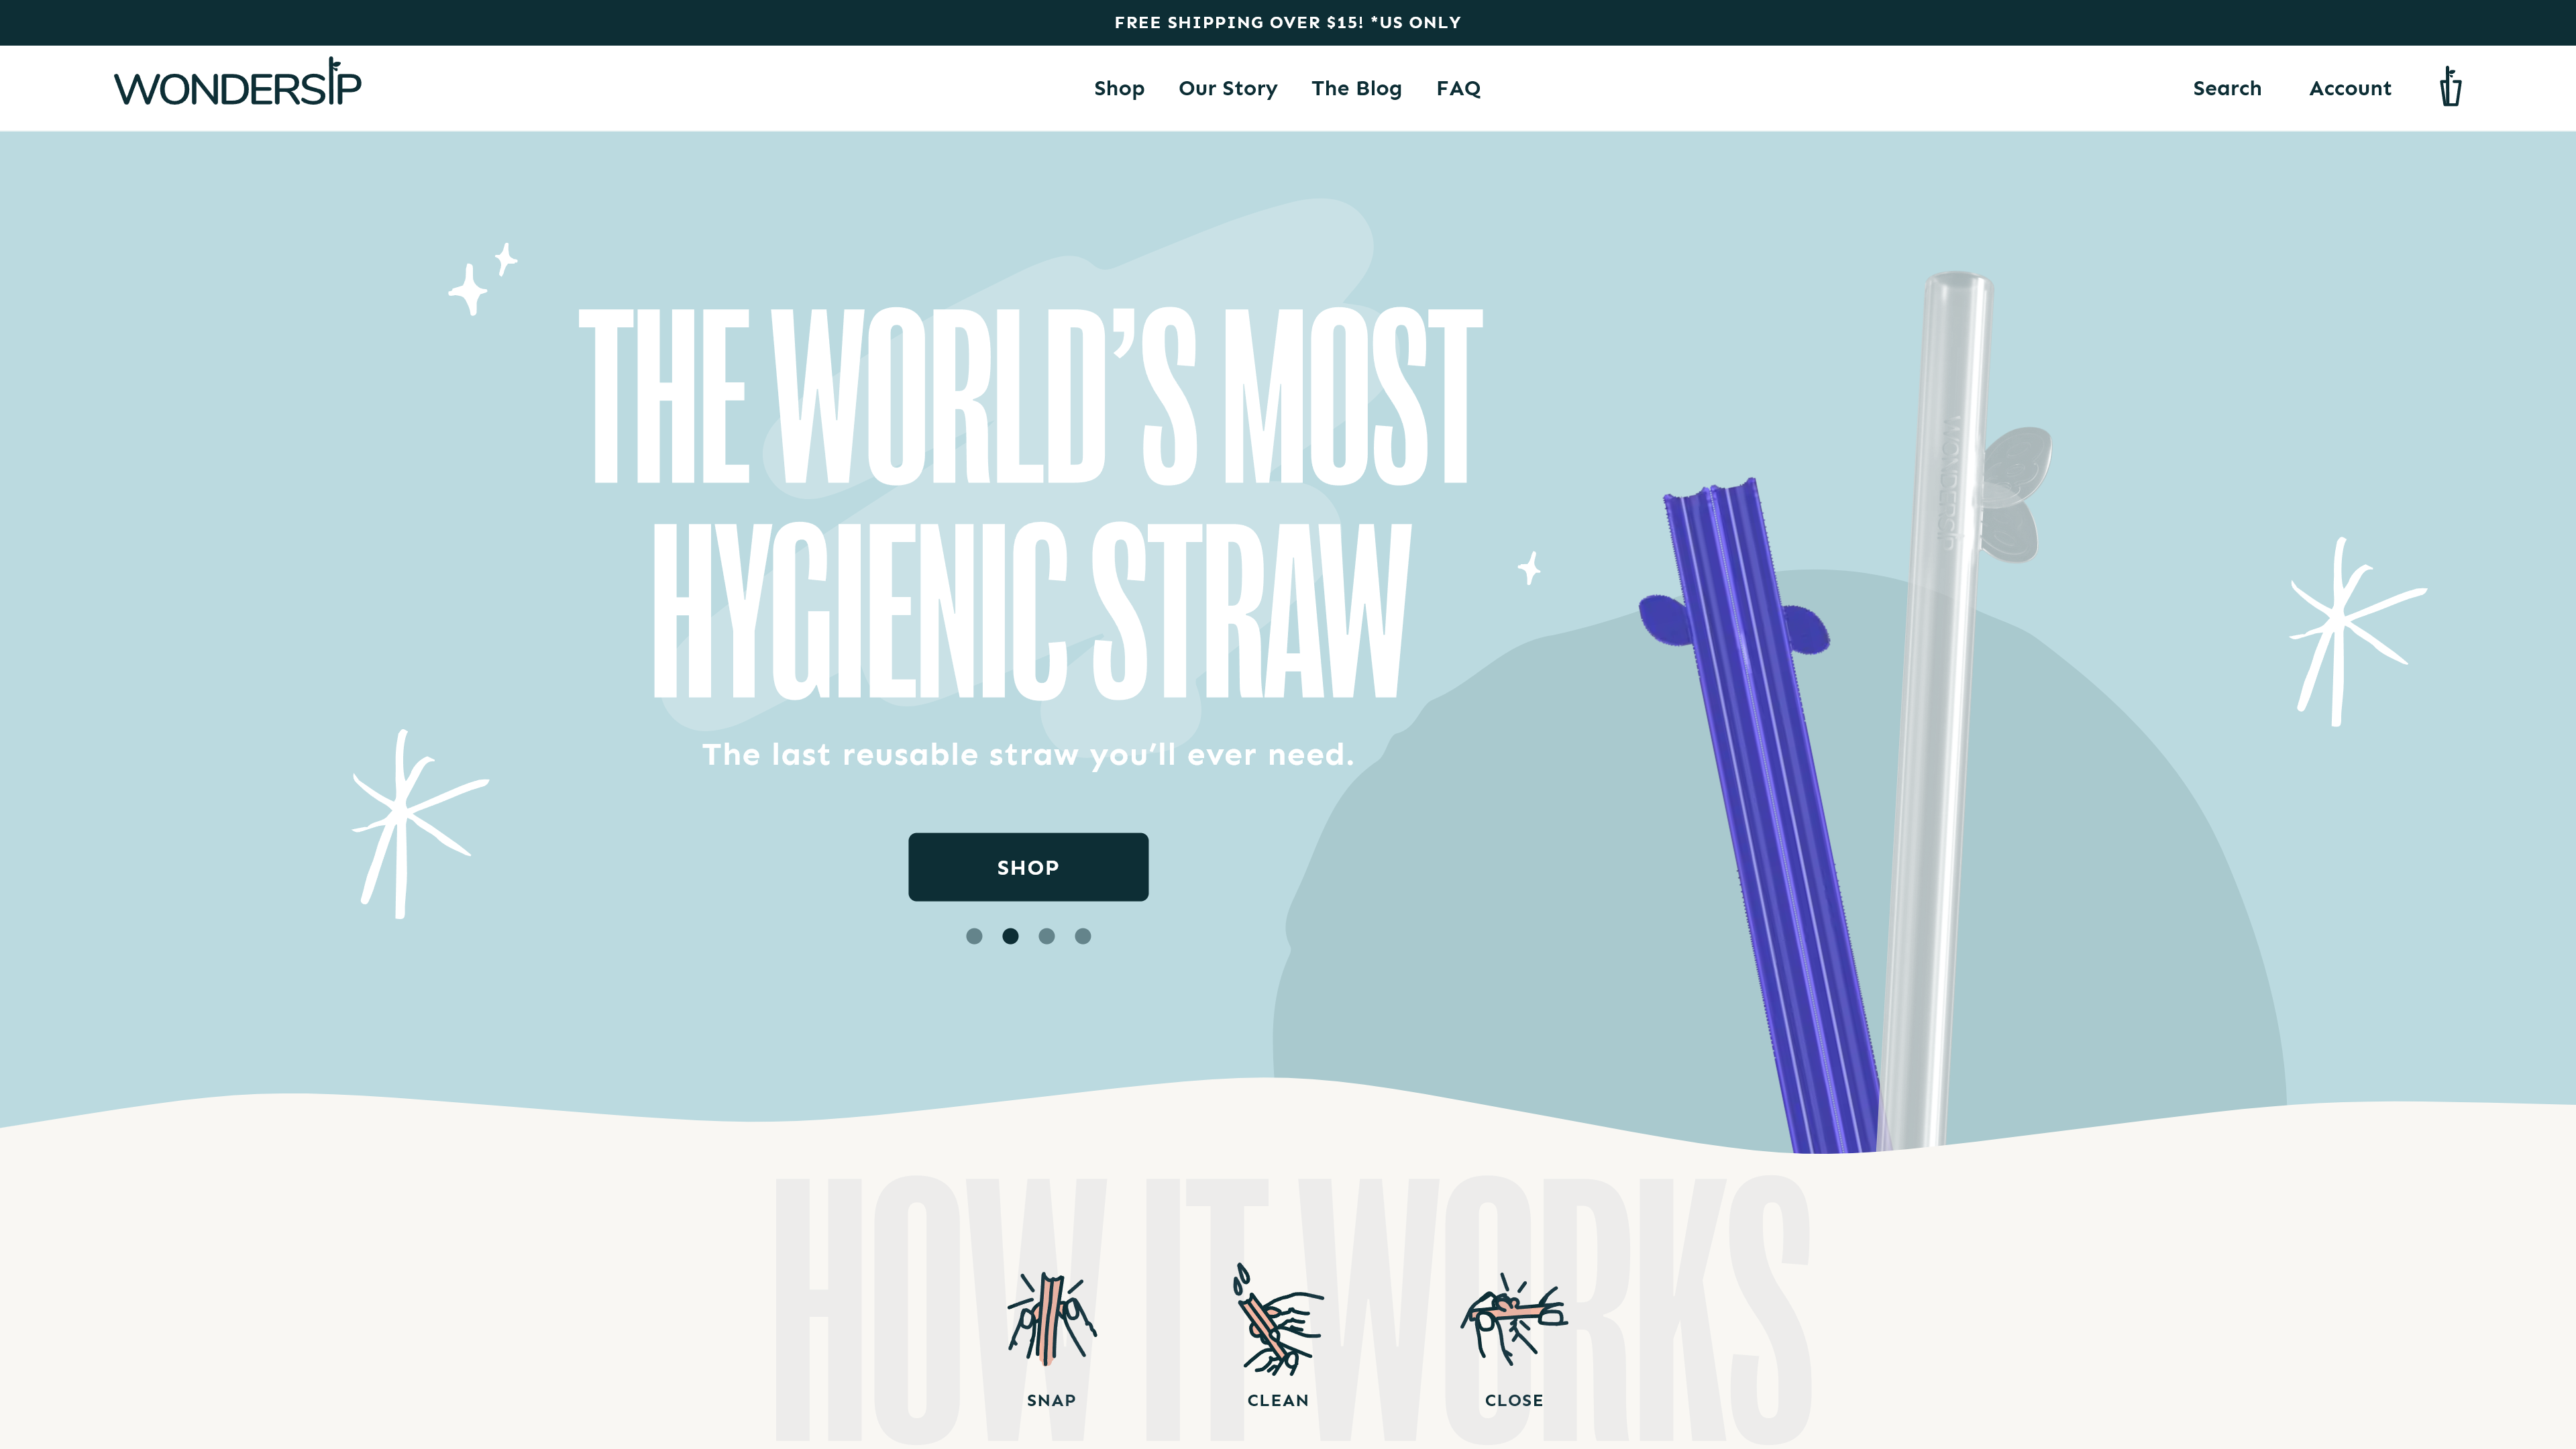 FREE SHIPPING OVER $15! *US ONLY
WONDERSIP
Shop
Our Story
The Blog
FAQ
Search
Account
THE WORLD’S MOST
HYGIENIC STRAW
The last reusable straw you’ll ever need.
SHOP
WONDERSIP
HOW IT WORKS
SNAP
CLEAN
CLOSE